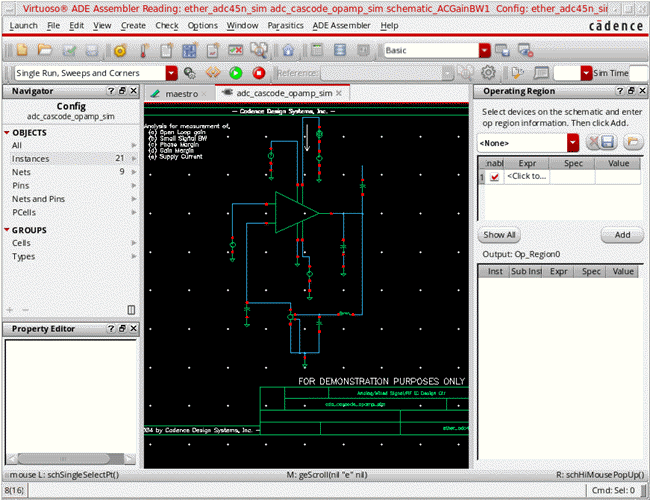 Virtuoso® ADE Assembler Reading: ether_adc45n_sim adc_cascode_opamp_sim schematic_ACGainBW1 Config: ether_adc45n_sim
Launch File Edit View Create Check Options Window Parasitics ADE Assembler Help
cādence
Basic
Single Run, Sweeps and Corners
Reference:
Sim Time
Navigator
maestro
adc_cascode_opamp_sim
Operating Region
Config
adc_cascode_opamp_sim
OBJECTS
All
Instances 21
Nets 9
Pins
Nets and Pins
PCells
GROUPS
Cells
Types
Property Editor
— Cadence Design Systems, Inc. —
Analysis for measurement of,
(a) Open Loop gain
(b) Small Signal BW
(c) Phase Margin
(d) Gain Margin
(e) Supply Current
FOR DEMONSTRATION PURPOSES ONLY
Analog/Mixed Signal/RF IC Design Ctr
adc_cascode_opamp_sim
by Cadence Design Systems, Inc. —
Select devices on the schematic and enter
op region information. Then click Add.
<None>
Expr Spec Value
1 <Click to...
Show All
Add
Output: Op_Region0
Inst Sub Inst Expr Spec Value
mouse L: schSingleSelectPt()
M: geScroll(nil "e" nil)
R: schHiMousePopUp()
8(16)
Cmd: Sel: 0